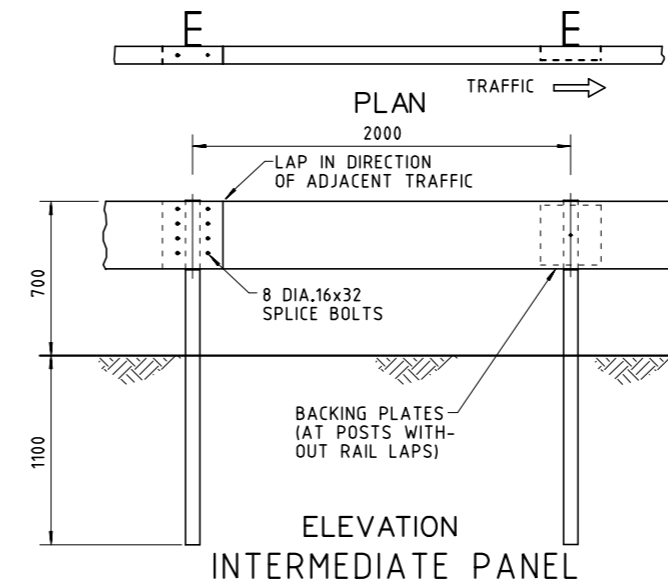 E E
TRAFFIC
PLAN
2000
LAP IN DIRECTION
OF ADJACENT TRAFFIC
700
8 DIA.16x32
SPLICE BOLTS
1100
BACKING PLATES
(AT POSTS WITH-
OUT RAIL LAPS)
ELEVATION
INTERMEDIATE PANEL